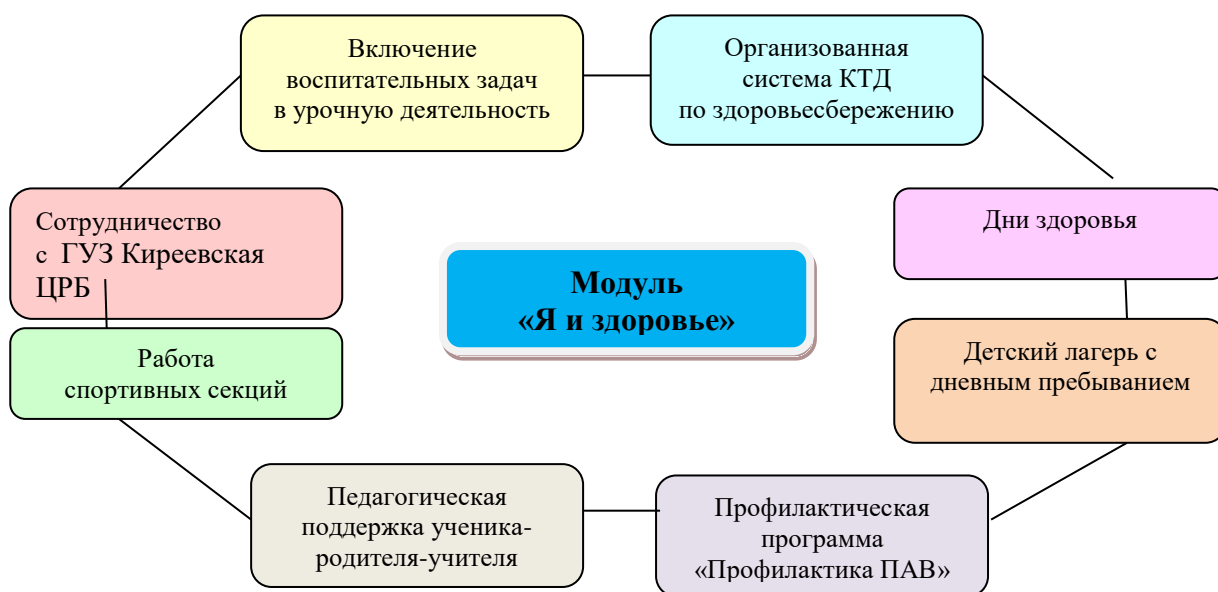 Включение
воспитательных задач
в урочную деятельность
Организованная
система КТД
по здоровьесбережению
Сотрудничество
с ГУЗ Киреевская
ЦРБ
Дни здоровья
Модуль
«Я и здоровье»
Работа
спортивных секций
Детский лагерь с
дневным пребыванием
Педагогическая
поддержка ученика-
родителя-учителя
Профилактическая
программа
«Профилактика ПАВ»